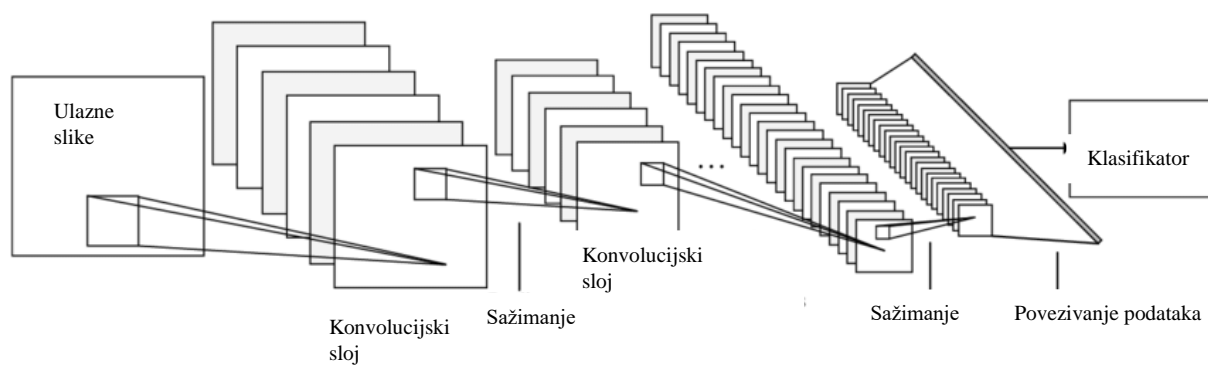 Ulazne
slike
Konvolucijski
sloj
Sažimanje
Konvolucijski
sloj
...
Sažimanje
Povezivanje podataka
Klasifikator